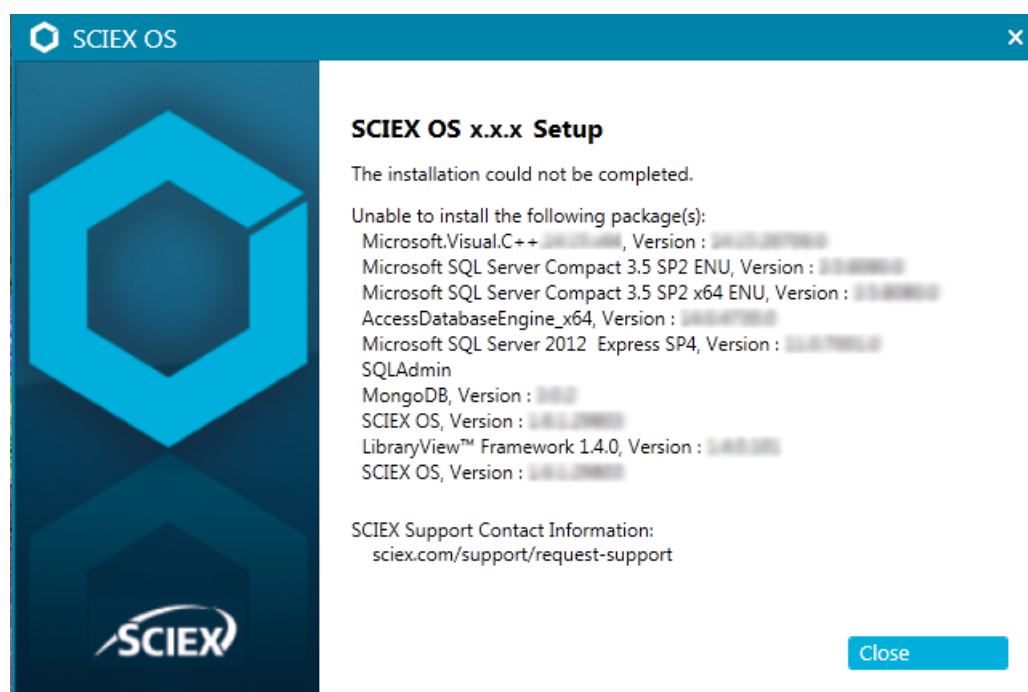 SCIEX OS
SCIEX OS x.x.x Setup
The installation could not be completed.
Unable to install the following package(s):
Microsoft.Visual.C++ , Version :
Microsoft SQL Server Compact 3.5 SP2 ENU, Version :
Microsoft SQL Server Compact 3.5 SP2 x64 ENU, Version :
AccessDatabaseEngine_x64, Version :
Microsoft SQL Server 2012 Express SP4, Version :
SQLAdmin
MongoDB, Version :
SCIEX OS, Version :
LibraryView™ Framework 1.4.0, Version :
SCIEX OS, Version :
SCIEX Support Contact Information:
sciex.com/support/request-support
SCIEX
Close